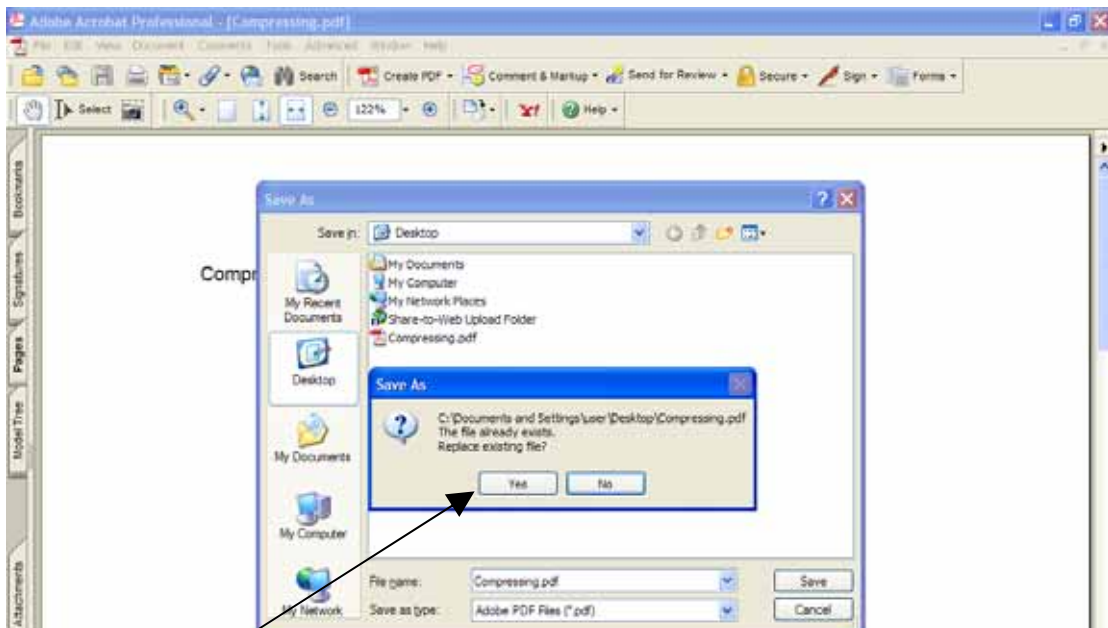 Adobe Acrobat Professional - [Compressing.pdf]
File Edit View Document Comments Tools Advanced Window Help
Search Create PDF Comment & Markup Send for Review Secure Sign Forms
Select 122% Help
Bookmarks
Signatures
Pages
Model Tree
Attachments
Compr
Save As
Save in: Desktop
My Recent Documents
Desktop
My Documents
My Computer
My Network
My Documents
My Computer
My Network Places
Share-to-Web Upload Folder
Compressing.pdf
Save As
C:\Documents and Settings\user\Desktop\Compressing.pdf
The file already exists.
Replace existing file?
Yes No
File name: Compressing.pdf Save
Save as type: Adobe PDF Files (*.pdf) Cancel